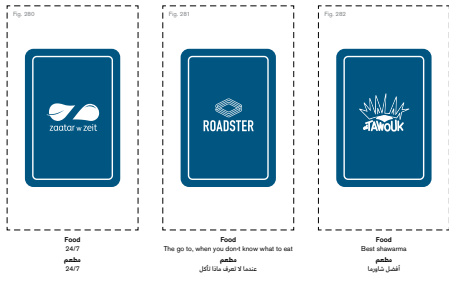 Fig. 280
zaatar w zeit
Food
24/7
مطعم
24/7
Fig. 281
ROADSTER
Food
The go to, when you don't know what to eat
مطعم
عندما لا تعرف ماذا تأكل
Fig. 282
TAWOUK
Food
Best shawarma
مطعم
أفضل شاورما